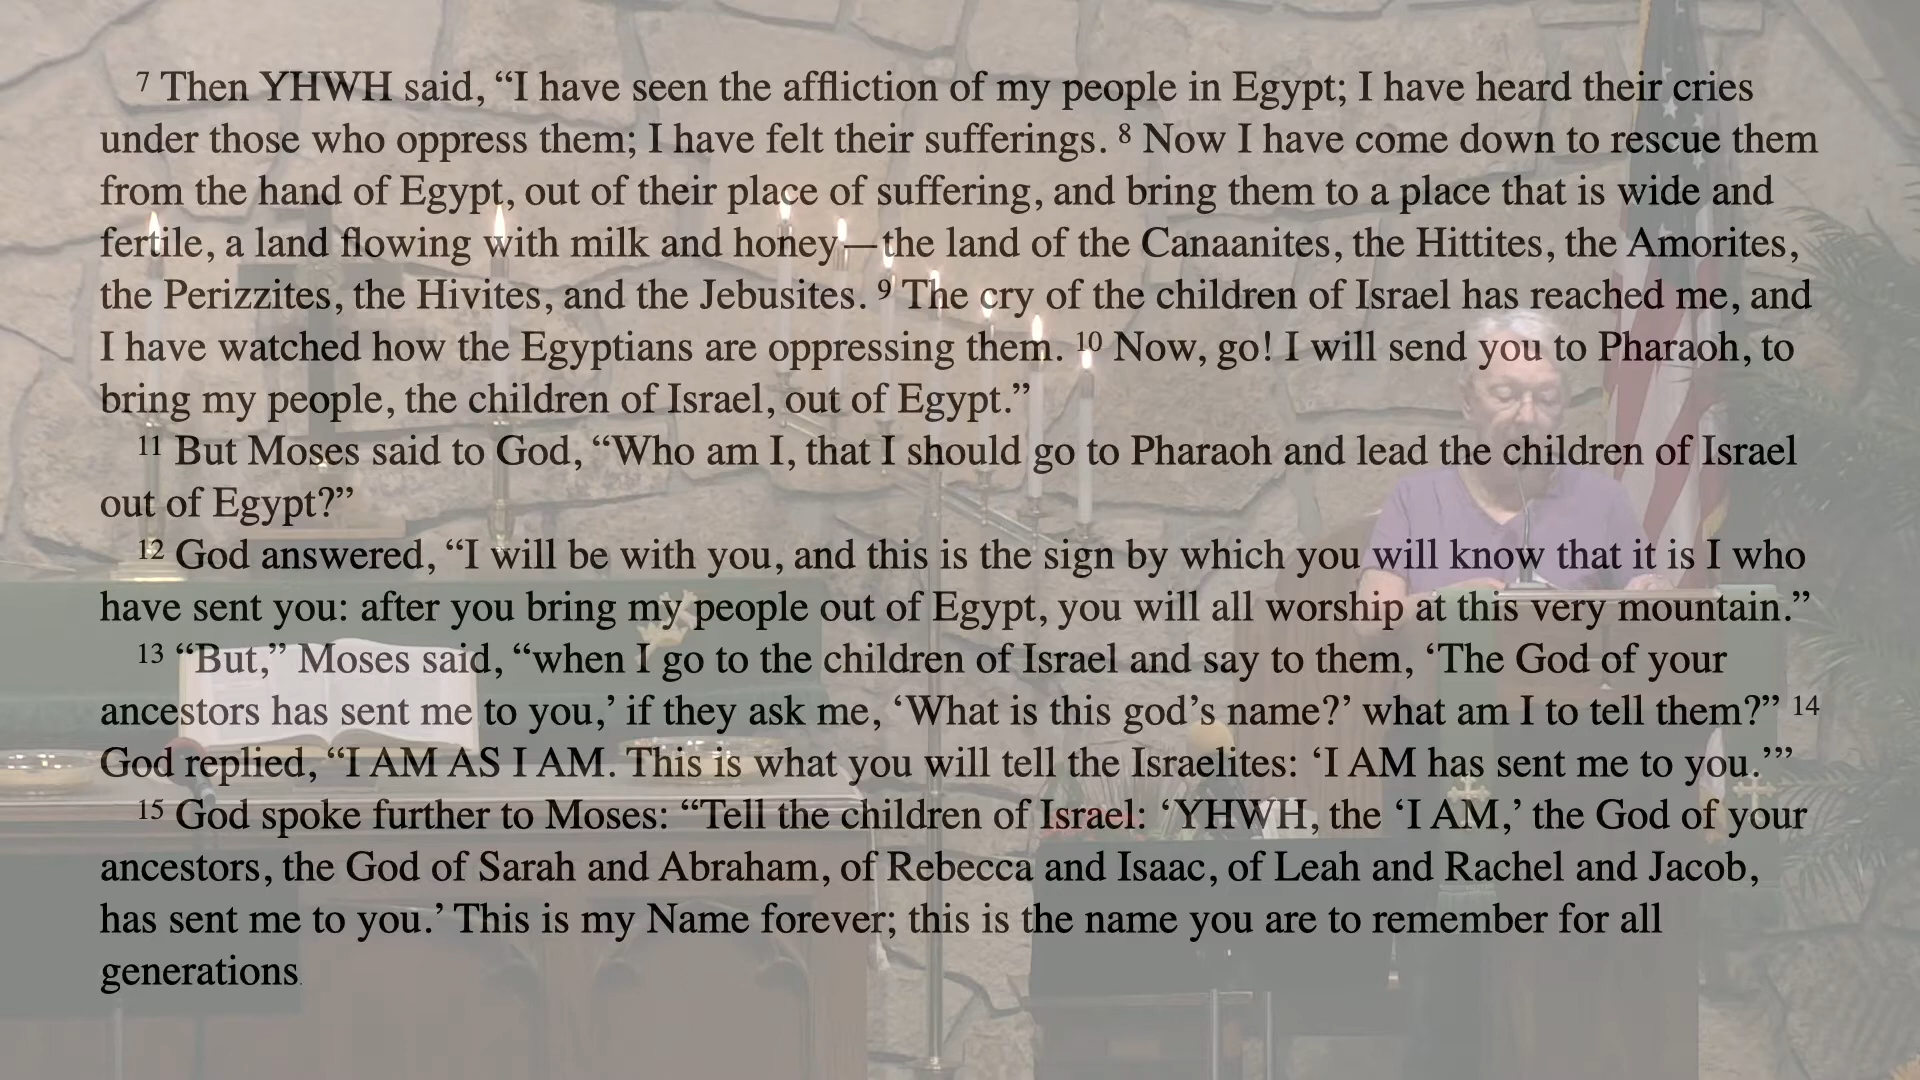 7 Then YHWH said, “I have seen the affliction of my people in Egypt; I have heard their cries
under those who oppress them; I have felt their sufferings. 8 Now I have come down to rescue them
from the hand of Egypt, out of their place of suffering, and bring them to a place that is wide and
fertile, a land flowing with milk and honey—the land of the Canaanites, the Hittites, the Amorites,
the Perizzites, the Hivites, and the Jebusites. 9 The cry of the children of Israel has reached me, and
I have watched how the Egyptians are oppressing them. 10 Now, go! I will send you to Pharaoh, to
bring my people, the children of Israel, out of Egypt.”
11 But Moses said to God, “Who am I, that I should go to Pharaoh and lead the children of Israel
out of Egypt?”
12 God answered, “I will be with you, and this is the sign by which you will know that it is I who
have sent you: after you bring my people out of Egypt, you will all worship at this very mountain.”
13 “But,” Moses said, “when I go to the children of Israel and say to them, ‘The God of your
ancestors has sent me to you,’ if they ask me, ‘What is this god’s name?’ what am I to tell them?” 14
God replied, “I AM AS I AM. This is what you will tell the Israelites: ‘I AM has sent me to you.’”
15 God spoke further to Moses: “Tell the children of Israel: ‘YHWH, the ‘I AM,’ the God of your
ancestors, the God of Sarah and Abraham, of Rebecca and Isaac, of Leah and Rachel and Jacob,
has sent me to you.’ This is my Name forever; this is the name you are to remember for all
generations.